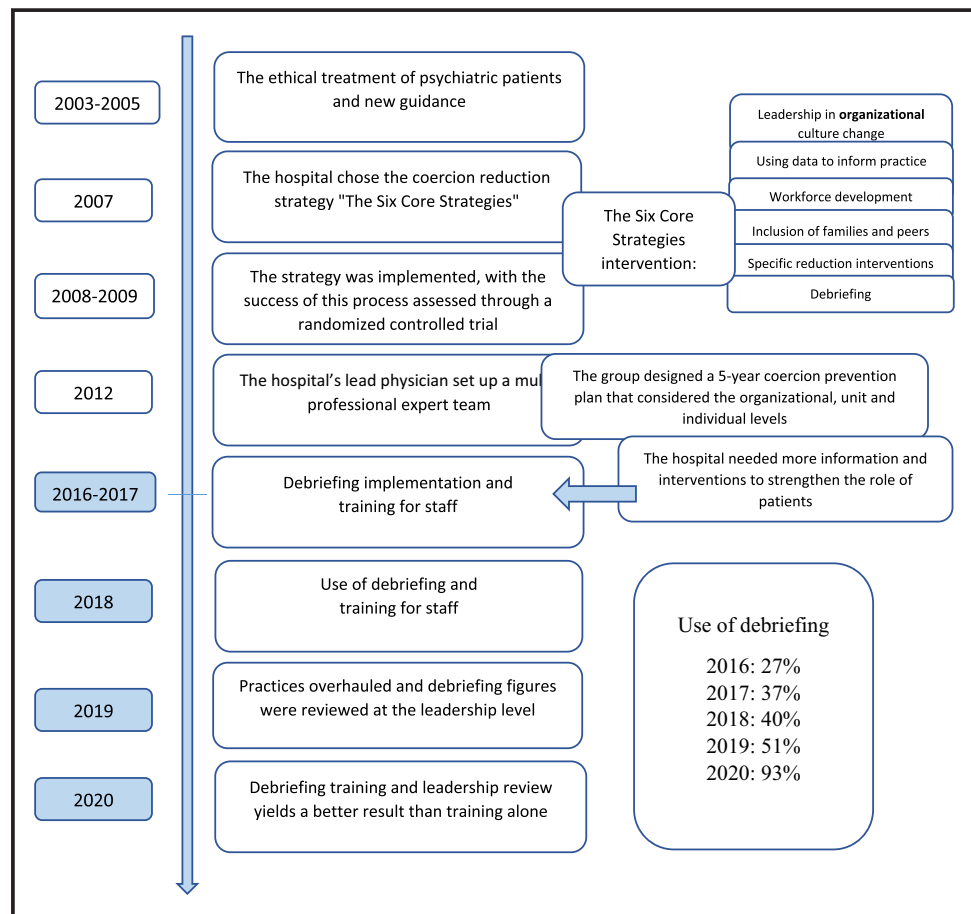 2003-2005
The ethical treatment of psychiatric patients
and new guidance
2007
The hospital chose the coercion reduction
strategy "The Six Core Strategies"
The Six Core
Strategies
intervention:
Leadership in organizational
culture change
Using data to inform practice
Workforce development
Inclusion of families and peers
Specific reduction interventions
Debriefing
2008-2009
The strategy was implemented, with the
success of this process assessed through a
randomized controlled trial
2012
The hospital’s lead physician set up a mul
professional expert team
The group designed a 5-year coercion prevention
plan that considered the organizational, unit and
individual levels
2016-2017
Debriefing implementation and
training for staff
The hospital needed more information and
interventions to strengthen the role of
patients
2018
Use of debriefing and
training for staff
2019
Practices overhauled and debriefing figures
were reviewed at the leadership level
2020
Debriefing training and leadership review
yields a better result than training alone
Use of debriefing
2016: 27%
2017: 37%
2018: 40%
2019: 51%
2020: 93%